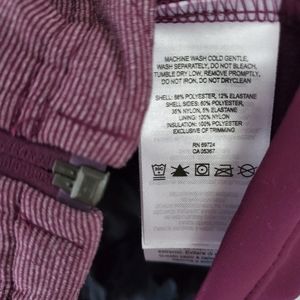 MACHINE WASH COLD GENTLE,
WASH SEPARATELY, DO NOT BLEACH,
TUMBLE DRY LOW, REMOVE PROMPTLY,
DO NOT IRON, DO NOT DRYCLEAN
SHELL: 88% POLYESTER, 12% ELASTANE
SHELL SIDES: 60% POLYESTER,
35% NYLON, 5% ELASTANE
LINING: 100% NYLON
INSULATION: 100% POLYESTER
EXCLUSIVE OF TRIMMING
RN 69724
CA 05367